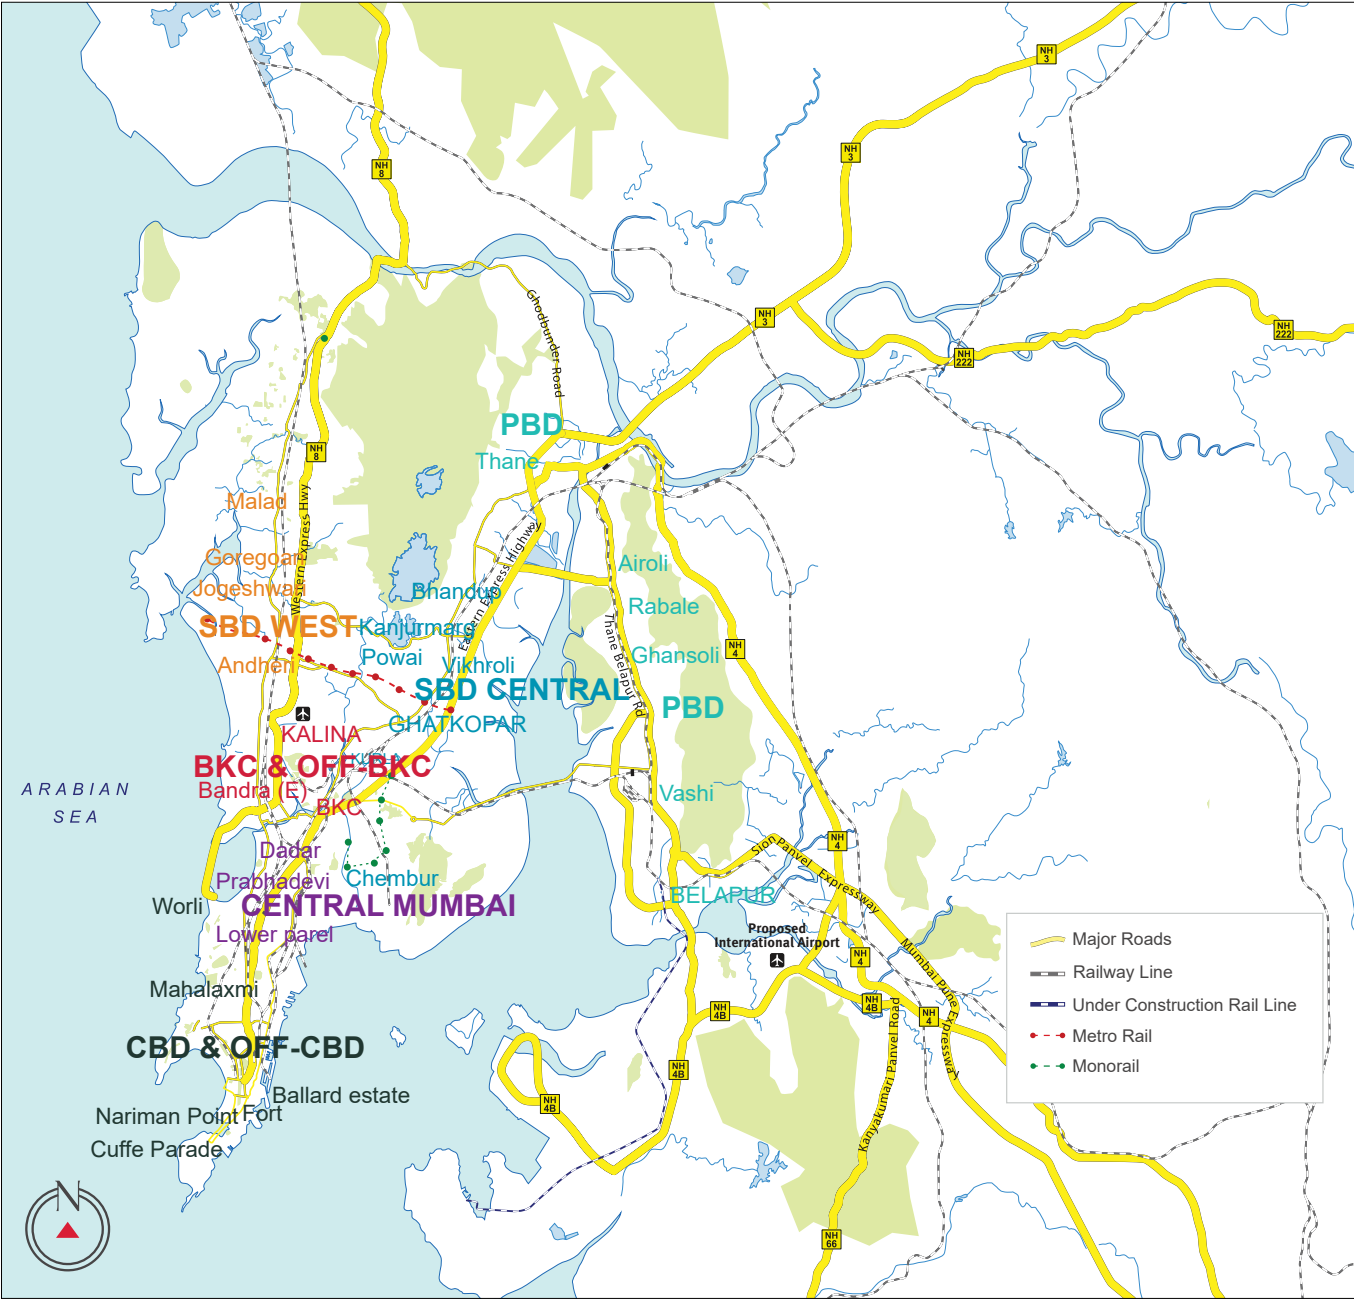 NH
3
NH
3
NH
8
Ghodbunder Road
NH
3
NH
222
NH
222
PBD
NH
8
Thane
Malad
Western Express Hwy
Eastern Express Highway
Goregoan
Airoli
Jogeshwari
Bhandup
Rabale
SBD WEST
Kanjurmarg
Thane Belapur Rd
Andheri
Powai
Vikhroli
Ghansoli
NH
4
SBD CENTRAL
PBD
GHATKOPAR
KALINA
KURLA
BKC & OFF-BKC
Bandra (E)
BKC
Vashi
ARABIAN
SEA
NH
4
Dadar
Sion Panvel Expressway
Prabhadevi
Chembur
BELAPUR
Worli
CENTRAL MUMBAI
Lower parel
Proposed
International Airport
Mumbai Pune Expressway
NH
4
Mahalaxmi
NH
4B
NH
4B
NH
4
Kanyakumari Panvel Road
CBD & OFF-CBD
NH
4B
Ballard estate
NH
4B
Nariman Point
Fort
Cuffe Parade
N
NH
66
Major Roads
Railway Line
Under Construction Rail Line
Metro Rail
Monorail